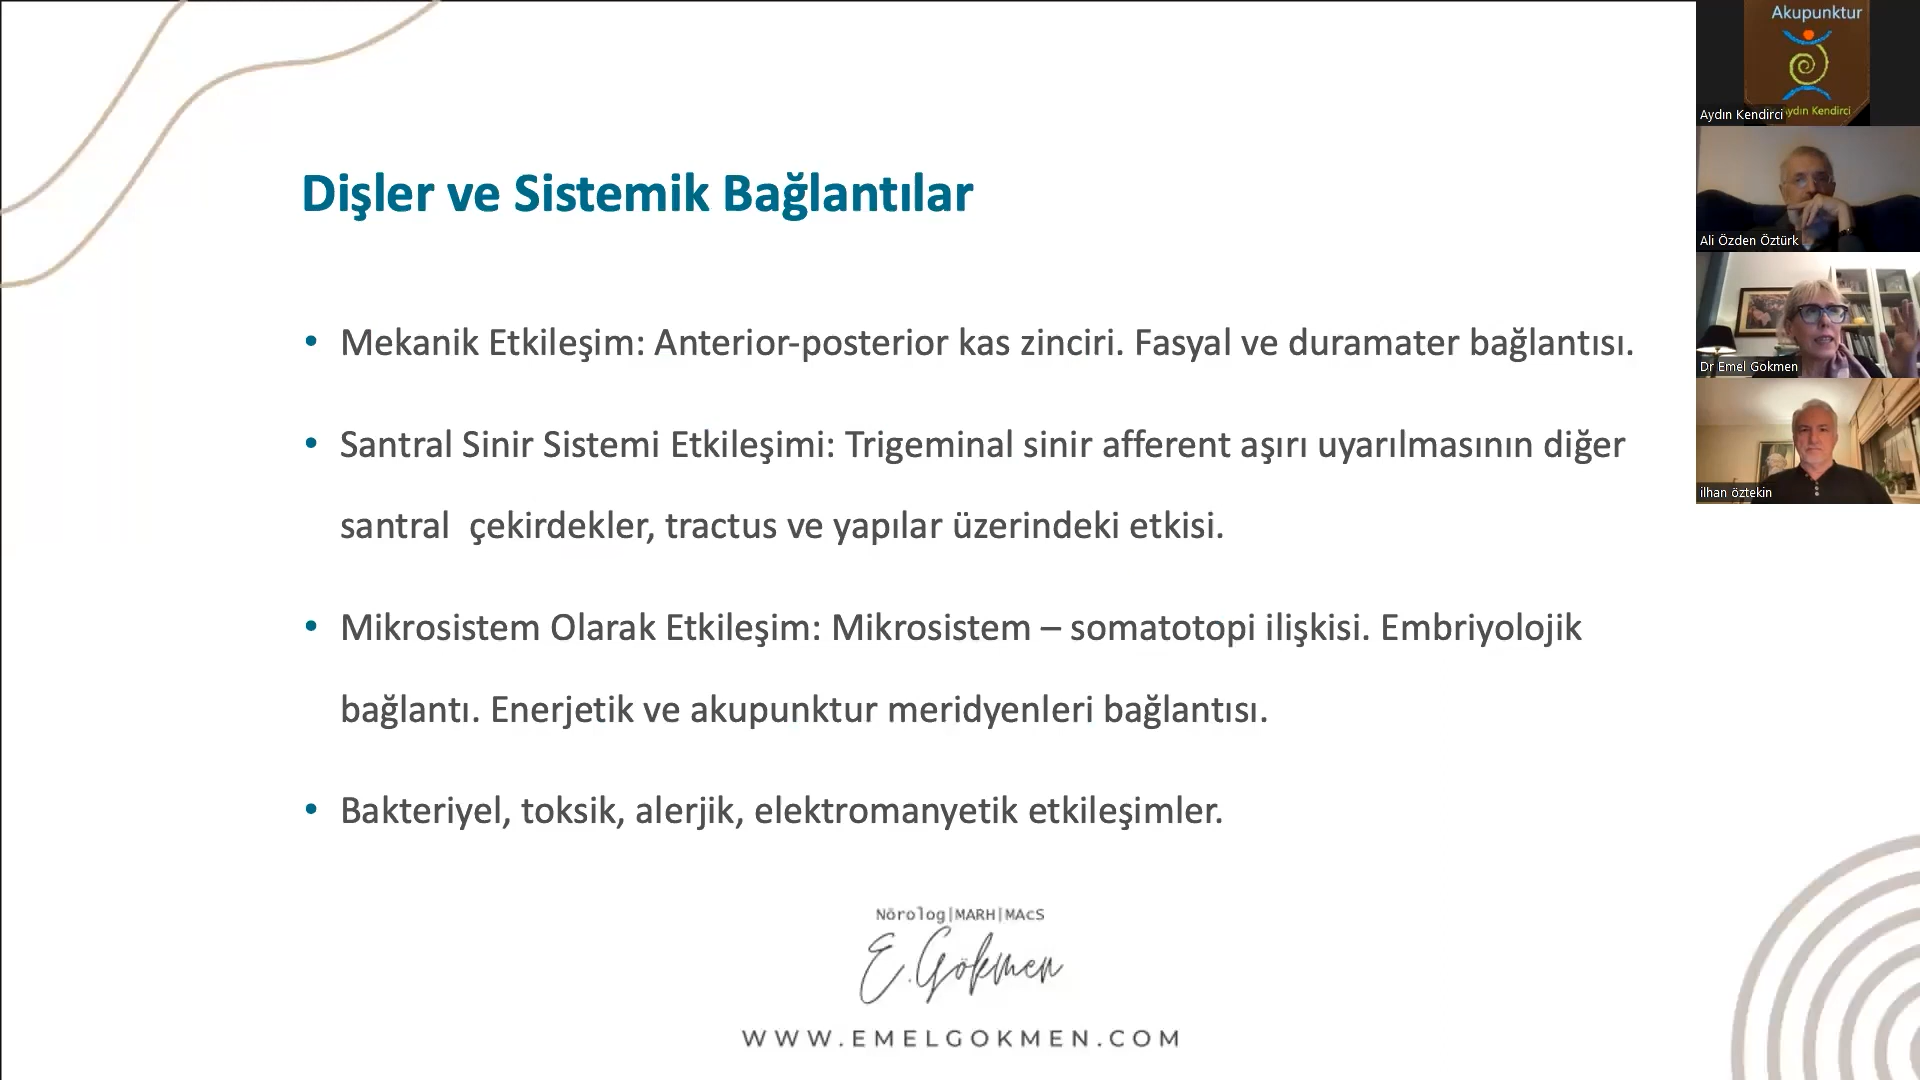 Dişler ve Sistemik Bağlantılar
• Mekanik Etkileşim: Anterior-posterior kas zinciri. Fasyal ve duramater bağlantısı.
• Santral Sinir Sistemi Etkileşimi: Trigeminal sinir afferent aşırı uyarılmasının diğer
santral çekirdekler, tractus ve yapılar üzerindeki etkisi.
• Mikrosistem Olarak Etkileşim: Mikrosistem – somatotopi ilişkisi. Embriyolojik
bağlantı. Enerjetik ve akupunktur meridyenleri bağlantısı.
• Bakteriyel, toksik, alerjik, elektromanyetik etkileşimler.
Nörolog|MARH|MAcS
E. Gökmen
WWW.EMELGOKMEN.COM
Akupunktur
Aydın Kendirci
Aydın Kendirci
Ali Özden Öztürk
Dr Emel Gokmen
ilhan öztekin